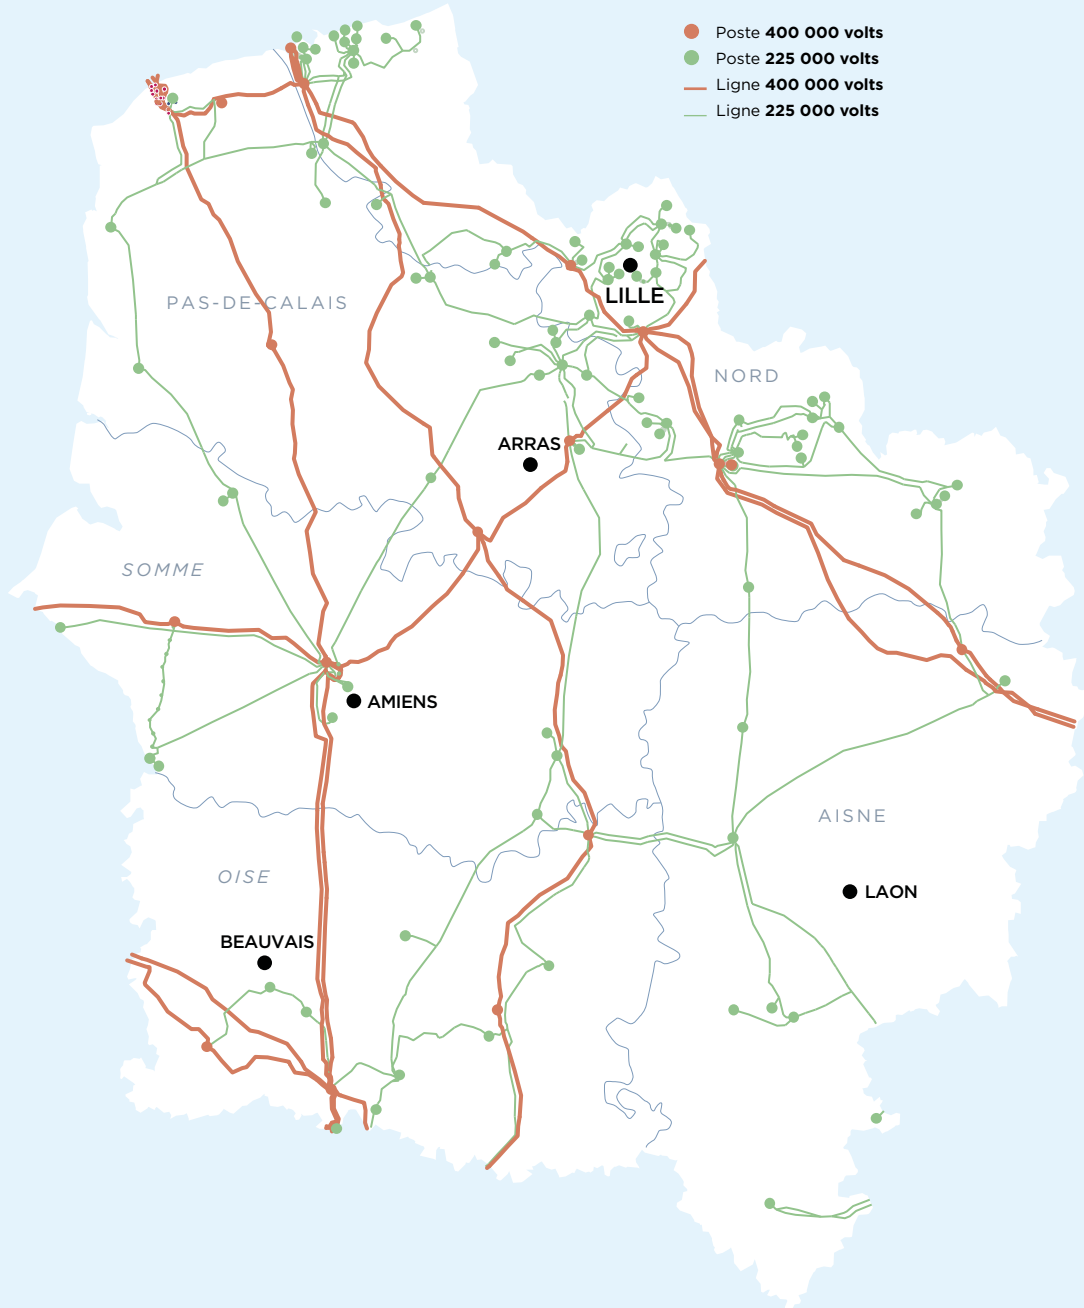 Poste 400 000 volts
Poste 225 000 volts
Ligne 400 000 volts
Ligne 225 000 volts
LILLE
PAS-DE-CALAIS
NORD
ARRAS
SOMME
AMIENS
AISNE
OISE
LAON
BEAUVAIS